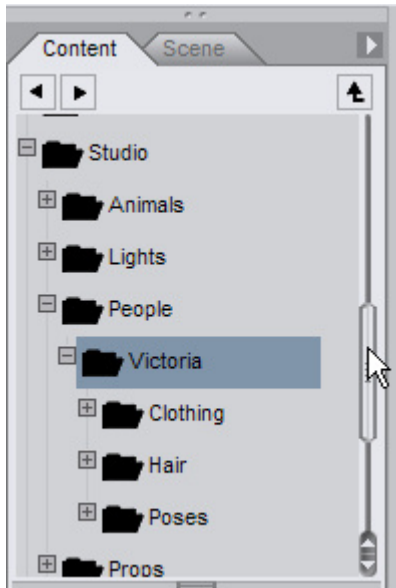 Content Scene
Studio
Animals
Lights
People
Victoria
Clothing
Hair
Poses
Props